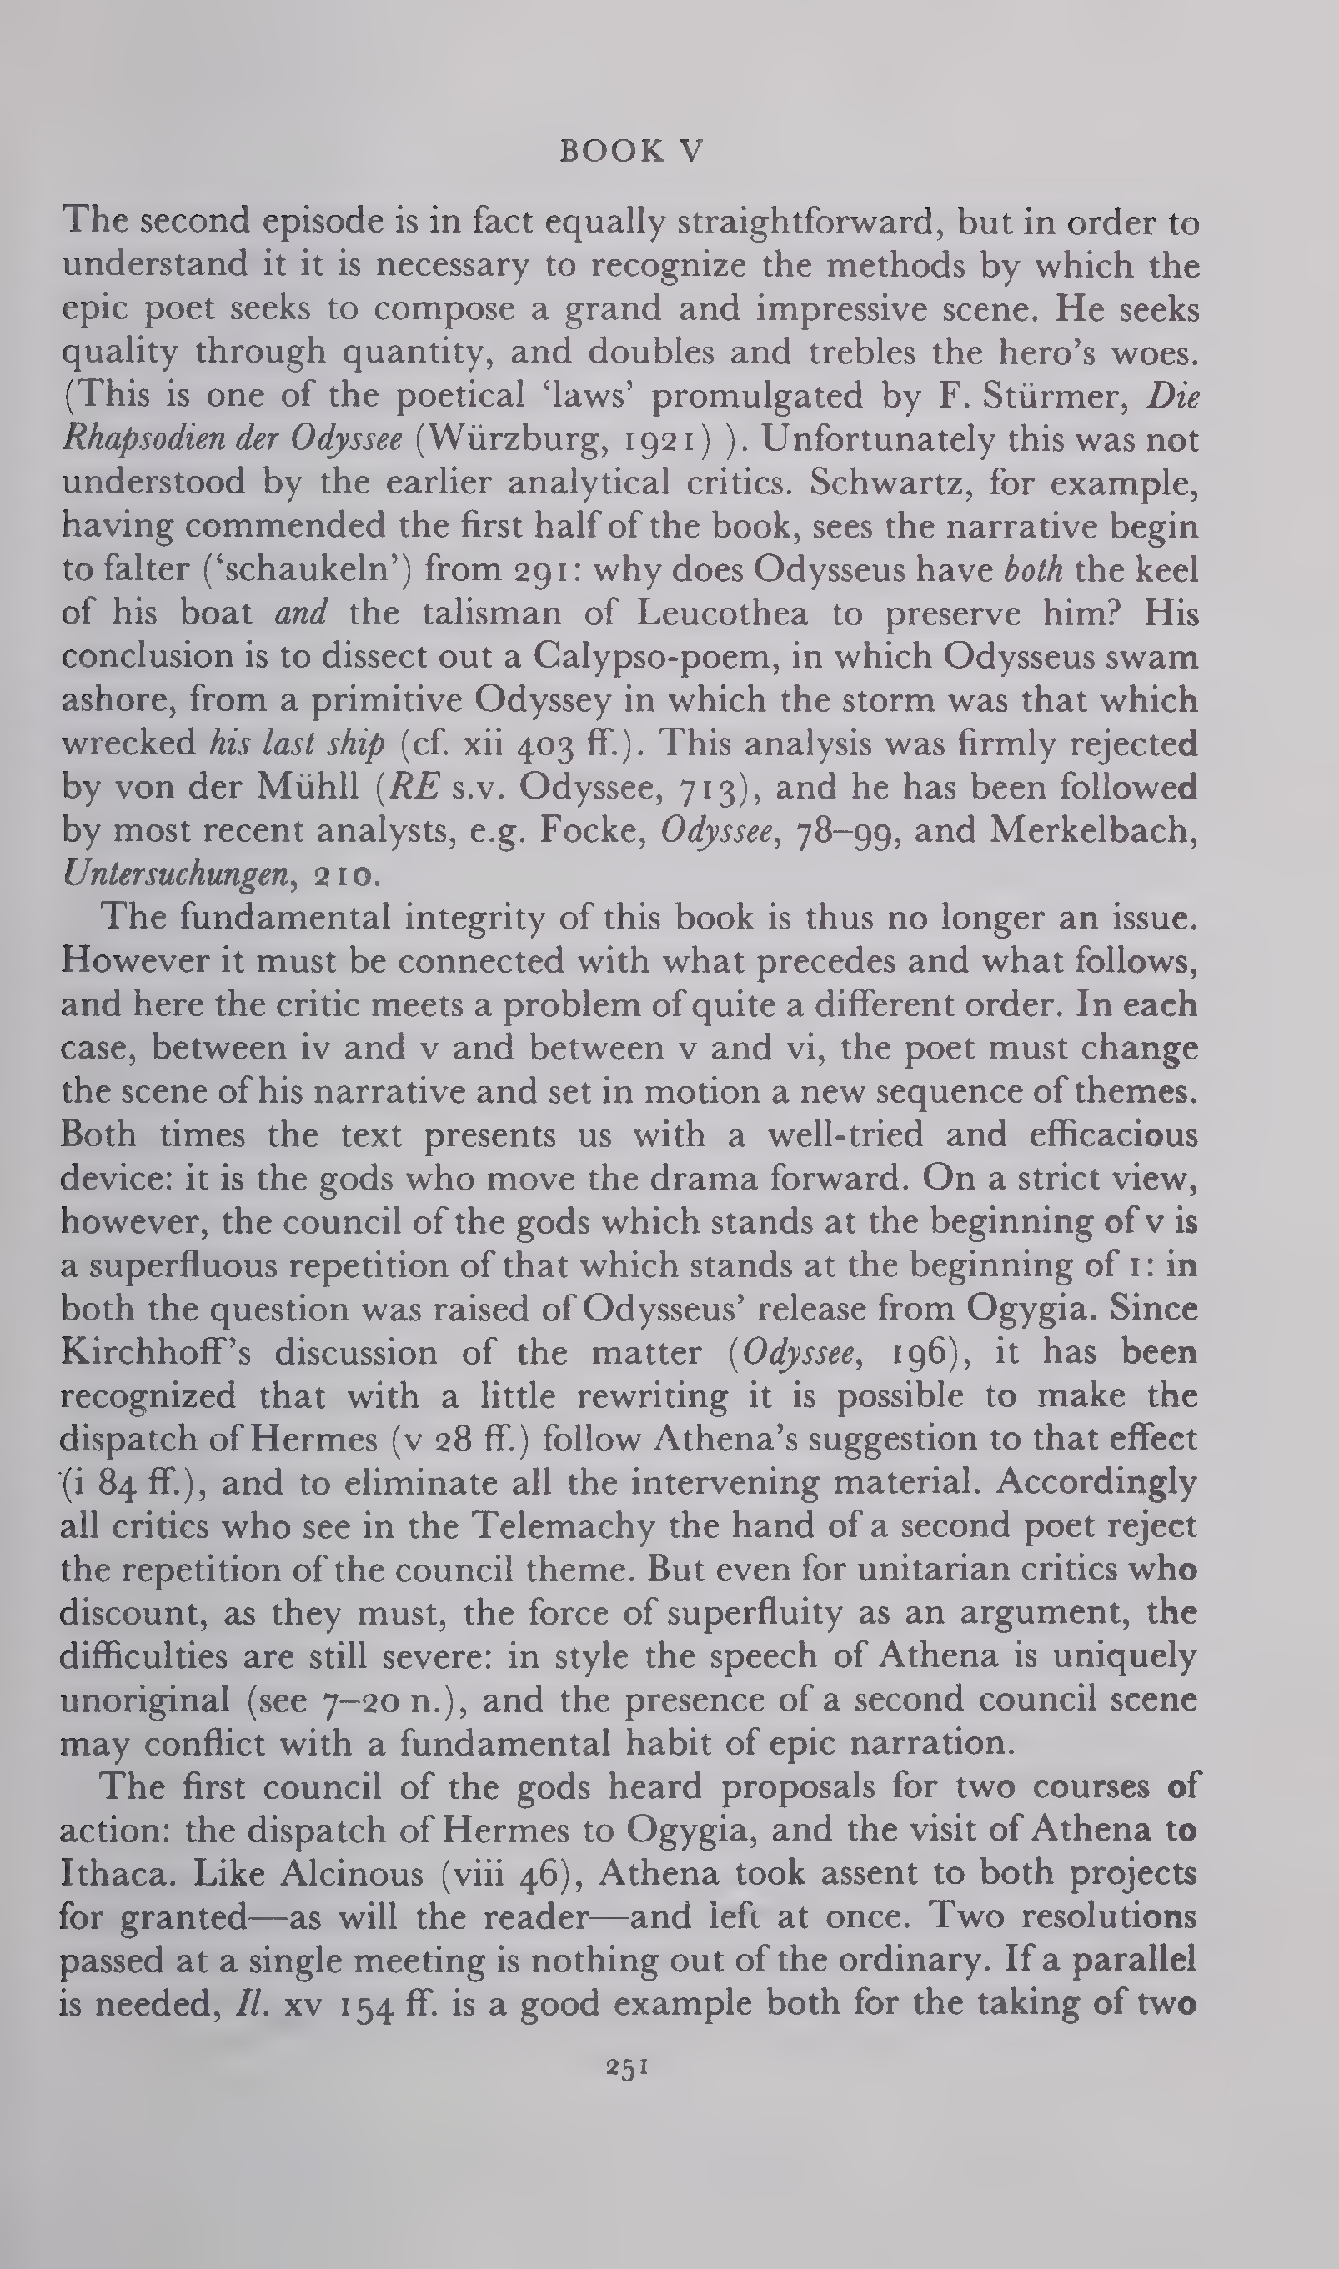 BOOK V
The second episode is in fact equally straightforward, but in order to
understand it it is necessary to recognize the methods by which the
epic poet seeks to compose a grand and impressive scene. He seeks
quality through quantity, and doubles and trebles the hero’s woes.
(This is one of the poetical ‘laws’ promulgated by F. Stürmer, Die
Rhapsodien der Odyssee (Würzburg, 1921) ). Unfortunately this was not
understood by the earlier analytical critics. Schwartz, for example,
having commended the first half of the book, sees the narrative begin
to falter (‘schaukeln’) from 291: why does Odysseus have both the keel
of his boat and the talisman of Leucothea to preserve him? His
conclusion is to dissect out a Calypso-poem, in which Odysseus swam
ashore, from a primitive Odyssey in which the storm was that which
wrecked his last ship (cf. xii 403 ff.). This analysis was firmly rejected
by von der Mühll (RE s.v. Odyssee, 713), and he has been followed
by most recent analysts, e.g. Focke, Odyssee, 78–99, and Merkelbach,
Untersuchungen, 210.
The fundamental integrity of this book is thus no longer an issue.
However it must be connected with what precedes and what follows,
and here the critic meets a problem of quite a different order. In each
case, between iv and v and between v and vi, the poet must change
the scene of his narrative and set in motion a new sequence of themes.
Both times the text presents us with a well-tried and efficacious
device: it is the gods who move the drama forward. On a strict view,
however, the council of the gods which stands at the beginning of v is
a superfluous repetition of that which stands at the beginning of 1: in
both the question was raised of Odysseus’ release from Ogygia. Since
Kirchhoff’s discussion of the matter (Odyssee, 196), it has been
recognized that with a little rewriting it is possible to make the
dispatch of Hermes (v 28 ff.) follow Athena’s suggestion to that effect
(i 84 ff.), and to eliminate all the intervening material. Accordingly
all critics who see in the Telemachy the hand of a second poet reject
the repetition of the council theme. But even for unitarian critics who
discount, as they must, the force of superfluity as an argument, the
difficulties are still severe: in style the speech of Athena is uniquely
unoriginal (see 7–20 n.), and the presence of a second council scene
may conflict with a fundamental habit of epic narration.
The first council of the gods heard proposals for two courses of
action: the dispatch of Hermes to Ogygia, and the visit of Athena to
Ithaca. Like Alcinous (viii 46), Athena took assent to both projects
for granted—as will the reader—and left at once. Two resolutions
passed at a single meeting is nothing out of the ordinary. If a parallel
is needed, Il. xv 154 ff. is a good example both for the taking of two
251